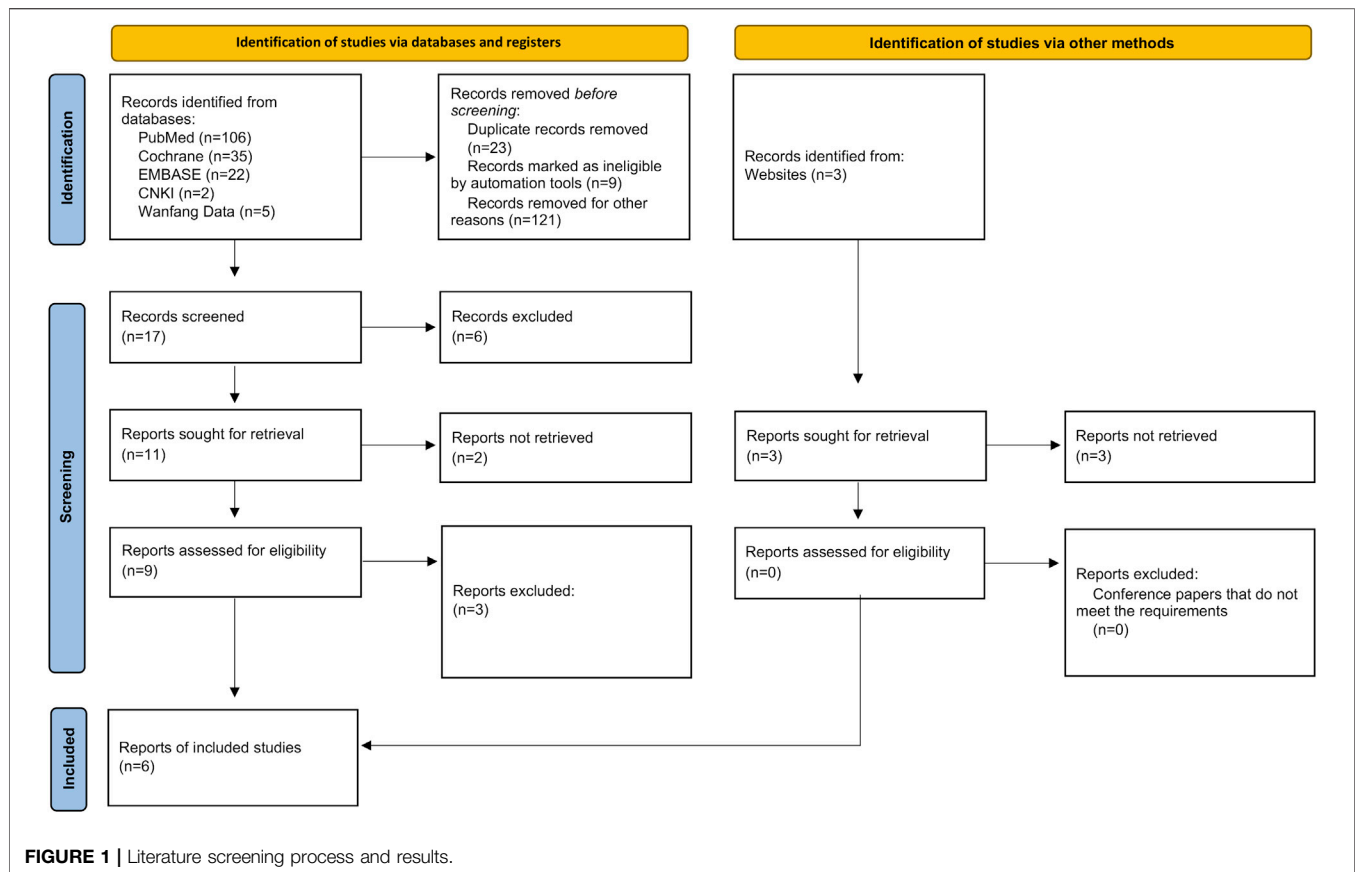 Identification of studies via databases and registers
Identification of studies via other methods
Identification
Records identified from
databases:
PubMed (n=106)
Cochrane (n=35)
EMBASE (n=22)
CNKI (n=2)
Wanfang Data (n=5)
Records removed before
screening:
Duplicate records removed
(n=23)
Records marked as ineligible
by automation tools (n=9)
Records removed for other
reasons (n=121)
Records identified from:
Websites (n=3)
Screening
Records screened
(n=17)
Records excluded
(n=6)
Reports sought for retrieval
(n=11)
Reports not retrieved
(n=2)
Reports sought for retrieval
(n=3)
Reports not retrieved
(n=3)
Reports assessed for eligibility
(n=9)
Reports excluded:
(n=3)
Reports assessed for eligibility
(n=0)
Reports excluded:
Conference papers that do not
meet the requirements
(n=0)
Included
Reports of included studies
(n=6)
FIGURE 1 | Literature screening process and results.